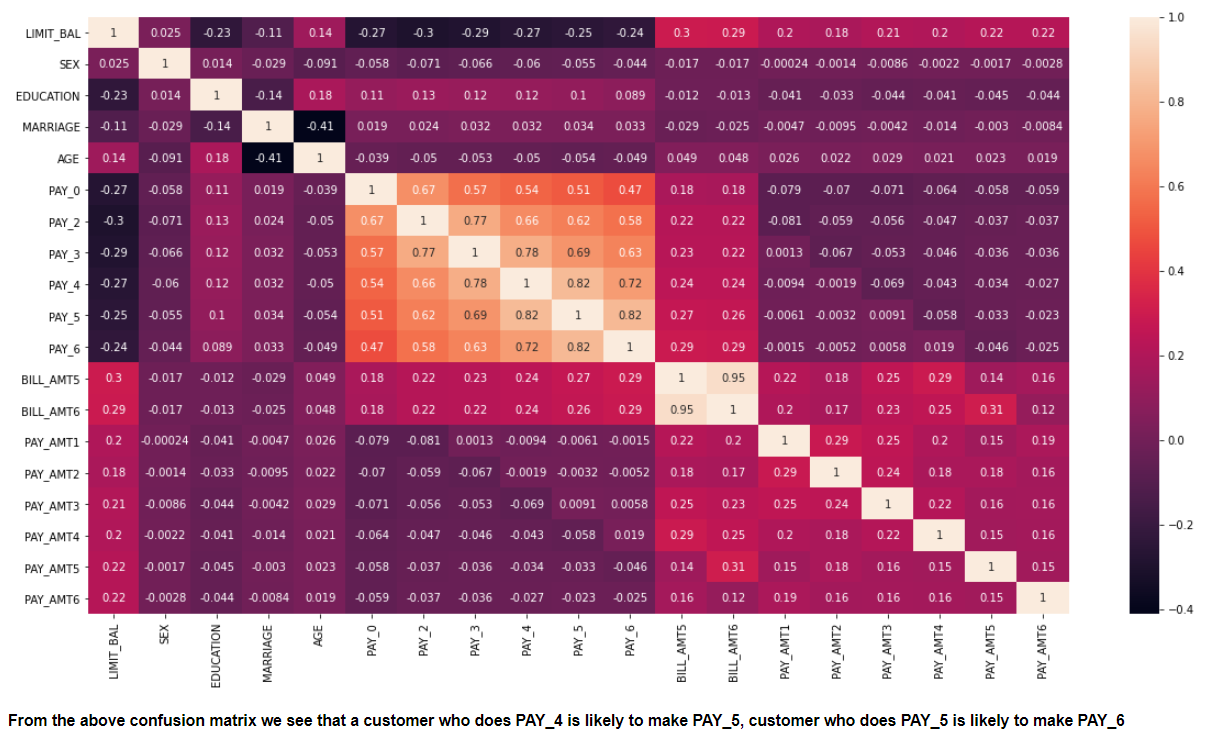 LIMIT_BAL 1 0.025 -0.23 -0.11 0.14 -0.27 -0.3 -0.29 -0.27 -0.25 -0.24 0.3 0.29 0.2 0.18 0.21 0.2 0.22 0.22 1.0
SEX 0.025 1 0.014 -0.029 -0.091 -0.058 -0.071 -0.066 -0.06 -0.055 -0.044 -0.017 -0.017 -0.00024 -0.0014 -0.0086 -0.0022 -0.0017 -0.0028
EDUCATION -0.23 0.014 1 -0.14 0.18 0.11 0.13 0.12 0.12 0.1 0.089 -0.012 -0.013 -0.041 -0.033 -0.044 -0.041 -0.045 -0.044 0.8
MARRIAGE -0.11 -0.029 -0.14 1 -0.41 0.019 0.024 0.032 0.032 0.034 0.033 -0.029 -0.025 -0.0047 -0.0095 -0.0042 -0.014 -0.003 -0.0084
AGE 0.14 -0.091 0.18 -0.41 1 -0.039 -0.05 -0.053 -0.05 -0.054 -0.049 0.049 0.048 0.026 0.022 0.029 0.021 0.023 0.019
PAY_0 -0.27 -0.058 0.11 0.019 -0.039 1 0.67 0.57 0.54 0.51 0.47 0.18 0.18 -0.079 -0.07 -0.071 -0.064 -0.058 -0.059 0.6
PAY_2 -0.3 -0.071 0.13 0.024 -0.05 0.67 1 0.77 0.66 0.62 0.58 0.22 0.22 -0.081 -0.059 -0.056 -0.047 -0.037 -0.037
PAY_3 -0.29 -0.066 0.12 0.032 -0.053 0.57 0.77 1 0.78 0.69 0.63 0.23 0.22 0.0013 -0.067 -0.053 -0.046 -0.036 -0.036
PAY_4 -0.27 -0.06 0.12 0.032 -0.05 0.54 0.66 0.78 1 0.82 0.72 0.24 0.24 -0.0094 -0.0019 -0.069 -0.043 -0.034 -0.027 0.4
PAY_5 -0.25 -0.055 0.1 0.034 -0.054 0.51 0.62 0.69 0.82 1 0.82 0.27 0.26 -0.0061 -0.0032 0.0091 -0.058 -0.033 -0.023
PAY_6 -0.24 -0.044 0.089 0.033 -0.049 0.47 0.58 0.63 0.72 0.82 1 0.29 0.29 -0.0015 -0.0052 0.0058 0.019 -0.046 -0.025
BILL_AMT5 0.3 -0.017 -0.012 -0.029 0.049 0.18 0.22 0.23 0.24 0.27 0.29 1 0.95 0.22 0.18 0.25 0.29 0.14 0.16 0.2
BILL_AMT6 0.29 -0.017 -0.013 -0.025 0.048 0.18 0.22 0.22 0.24 0.26 0.29 0.95 1 0.2 0.17 0.23 0.25 0.31 0.12
PAY_AMT1 0.2 -0.00024 -0.041 -0.0047 0.026 -0.079 -0.081 0.0013 -0.0094 -0.0061 -0.0015 0.22 0.2 1 0.29 0.25 0.2 0.15 0.19 0.0
PAY_AMT2 0.18 -0.0014 -0.033 -0.0095 0.022 -0.07 -0.059 -0.067 -0.0019 -0.0032 -0.0052 0.18 0.17 0.29 1 0.24 0.18 0.18 0.16
PAY_AMT3 0.21 -0.0086 -0.044 -0.0042 0.029 -0.071 -0.056 -0.053 -0.069 0.0091 0.0058 0.25 0.23 0.25 0.24 1 0.22 0.16 0.16
PAY_AMT4 0.2 -0.0022 -0.041 -0.014 0.021 -0.064 -0.047 -0.046 -0.043 -0.058 0.019 0.29 0.25 0.2 0.18 0.22 1 0.15 0.16 −0.2
PAY_AMT5 0.22 -0.0017 -0.045 -0.003 0.023 -0.058 -0.037 -0.036 -0.034 -0.033 -0.046 0.14 0.31 0.15 0.18 0.16 0.15 1 0.15
PAY_AMT6 0.22 -0.0028 -0.044 -0.0084 0.019 -0.059 -0.037 -0.036 -0.027 -0.023 -0.025 0.16 0.12 0.19 0.16 0.16 0.16 0.15 1 −0.4
LIMIT_BAL SEX EDUCATION MARRIAGE AGE PAY_0 PAY_2 PAY_3 PAY_4 PAY_5 PAY_6 BILL_AMT5 BILL_AMT6 PAY_AMT1 PAY_AMT2 PAY_AMT3 PAY_AMT4 PAY_AMT5 PAY_AMT6
From the above confusion matrix we see that a customer who does PAY_4 is likely to make PAY_5, customer who does PAY_5 is likely to make PAY_6